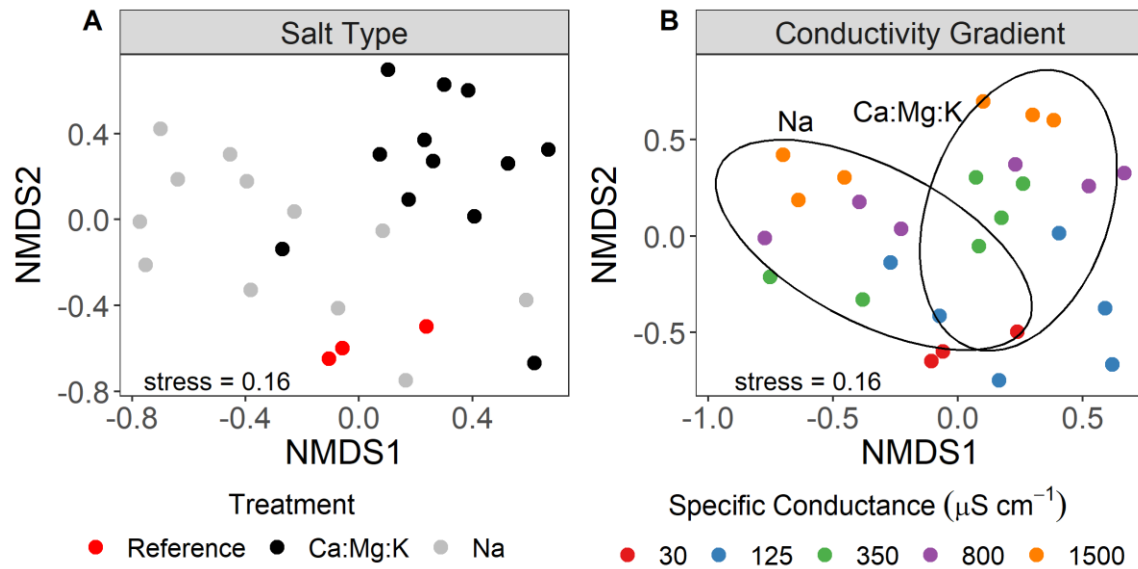 A
Salt Type
NMDS2
0.4
0.0
-0.4
-0.8
stress = 0.16
-0.8
-0.4
0.0
0.4
NMDS1
Treatment
Reference
Ca:Mg:K
Na
B
Conductivity Gradient
NMDS2
0.5
0.0
-0.5
Na
Ca:Mg:K
stress = 0.16
-1.0
-0.5
0.0
0.5
NMDS1
Specific Conductance (μS cm⁻¹)
30
125
350
800
1500